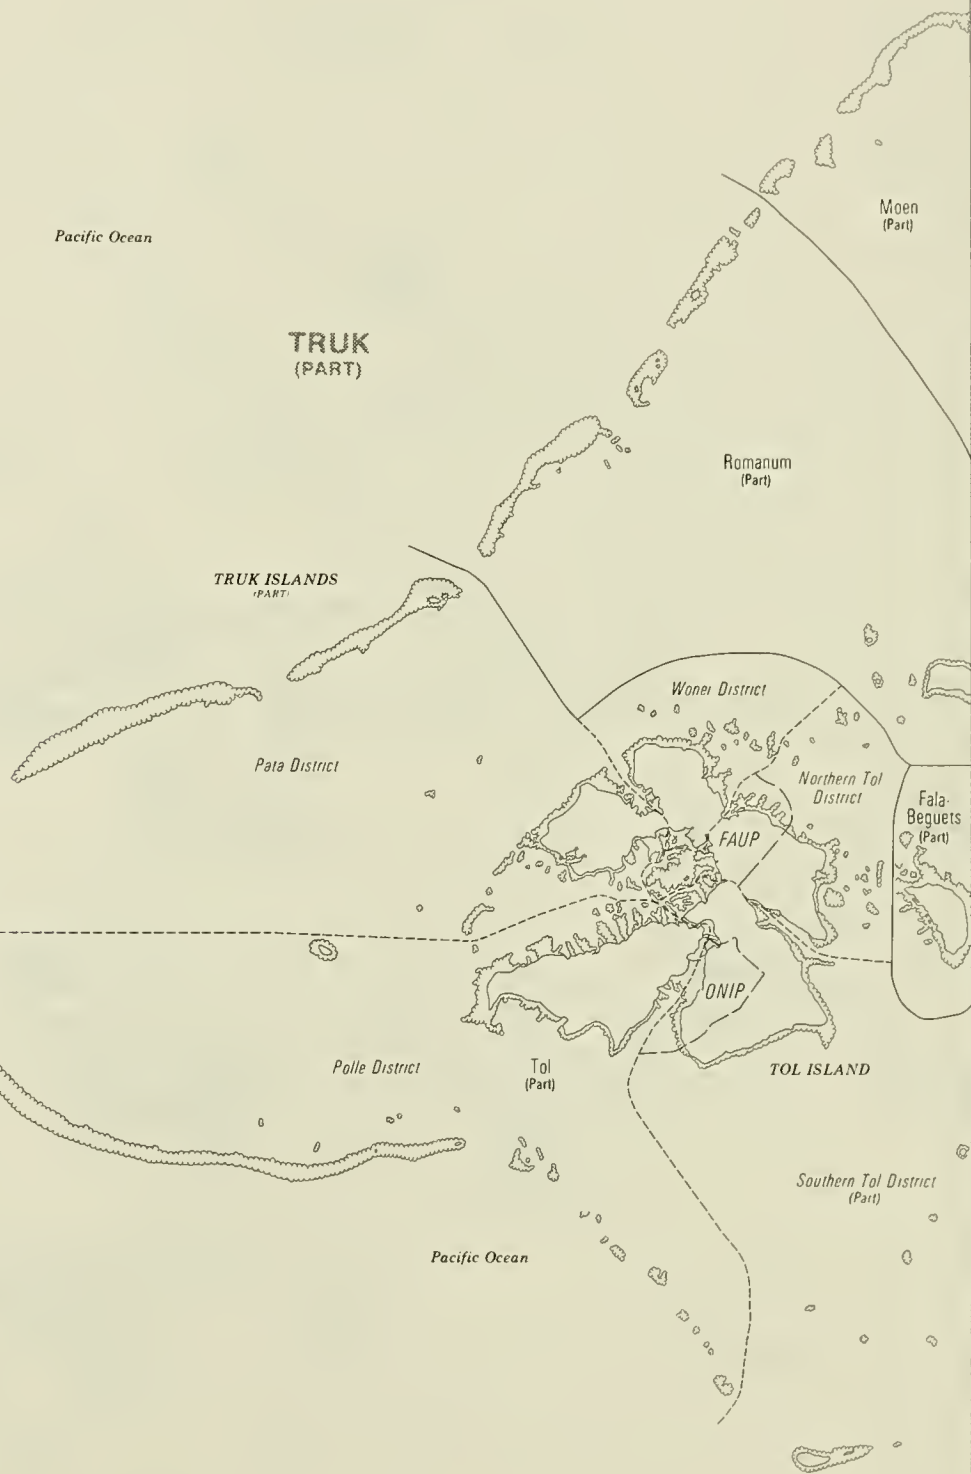 Moen
(Part)
Pacific Ocean
TRUK
(PART)
Romanum
(Part)
TRUK ISLANDS
(PART)
Wonei District
Pata District
Northern Tol
District
Fala-
Beguets
(Part)
FAUP
ONIP
Polle District
Tol
(Part)
TOL ISLAND
Southern Tol District
(Part)
Pacific Ocean